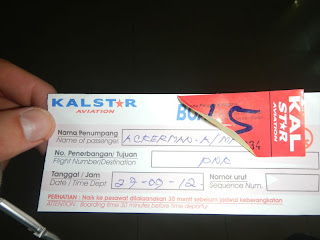 KALSTAR
AVIATION
BO
15
KAL
STAR
AVIATION
Nama Penumpang
Name of passenger
ACKERMAN-A/MR
No. Penerbangan/ Tujuan
Flight Number/Destination
PNK
Tanggal / Jam
Date / Time Dept
27-09-12
Nomor urut
Sequence Num.
PERHATIAN : Naik ke pesawat dilaksanakan 30 menit sebelum jadwal keberangkatan
ATTENTION : Boarding time 30 minutes before time departure